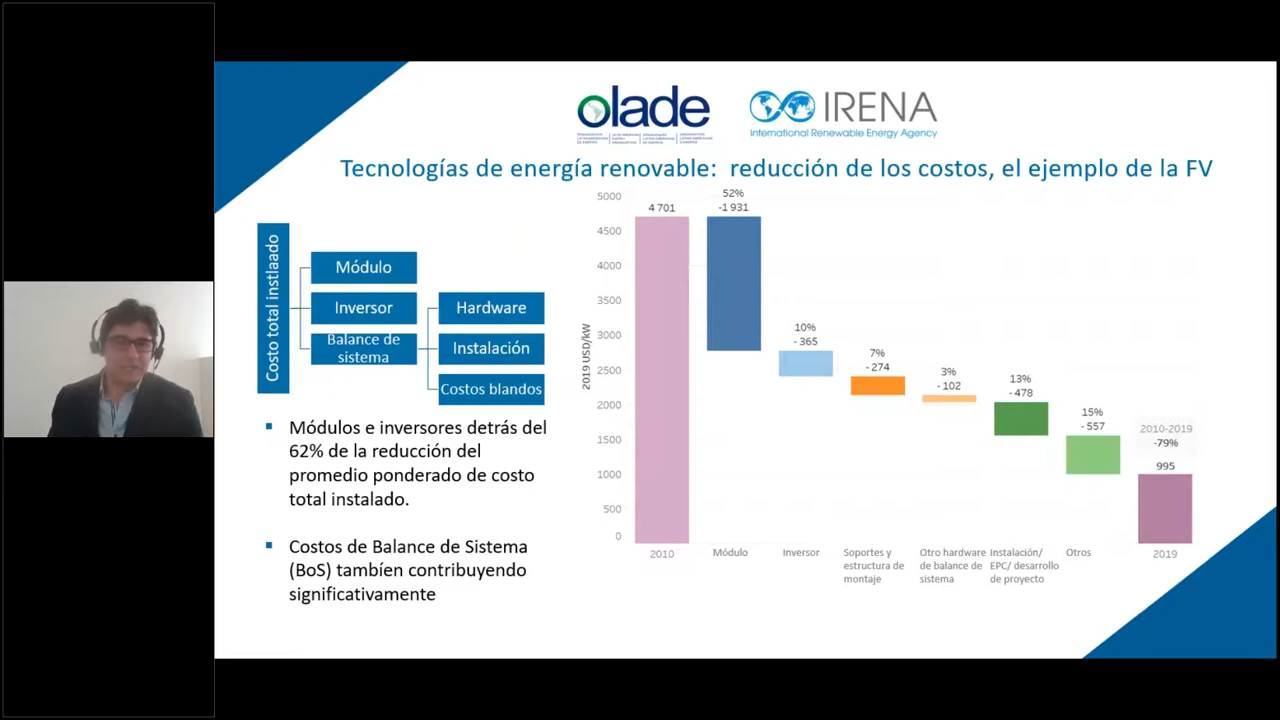 olade
IRENA
International Renewable Energy Agency
Tecnologías de energía renovable: reducción de los costos, el ejemplo de la FV
Costo total instlaado
Módulo
Inversor
Balance de
sistema
Hardware
Instalación
Costos blandos
Módulos e inversores detrás del
62% de la reducción del
promedio ponderado de costo
total instalado.
Costos de Balance de Sistema
(BoS) tambíen contribuyendo
significativamente
2019 USD/kW
5000
4500
4000
3500
3000
2500
2000
1500
1000
500
0
4 701
52%
-1 931
10%
- 365
7%
- 274
3%
- 102
13%
- 478
15%
- 557
2010-2019
-79%
995
2010
Módulo
Inversor
Soportes y
estructura de
montaje
Otro hardware
de balance de
sistema
Instalación/
EPC/ desarrollo
de proyecto
Otros
2019